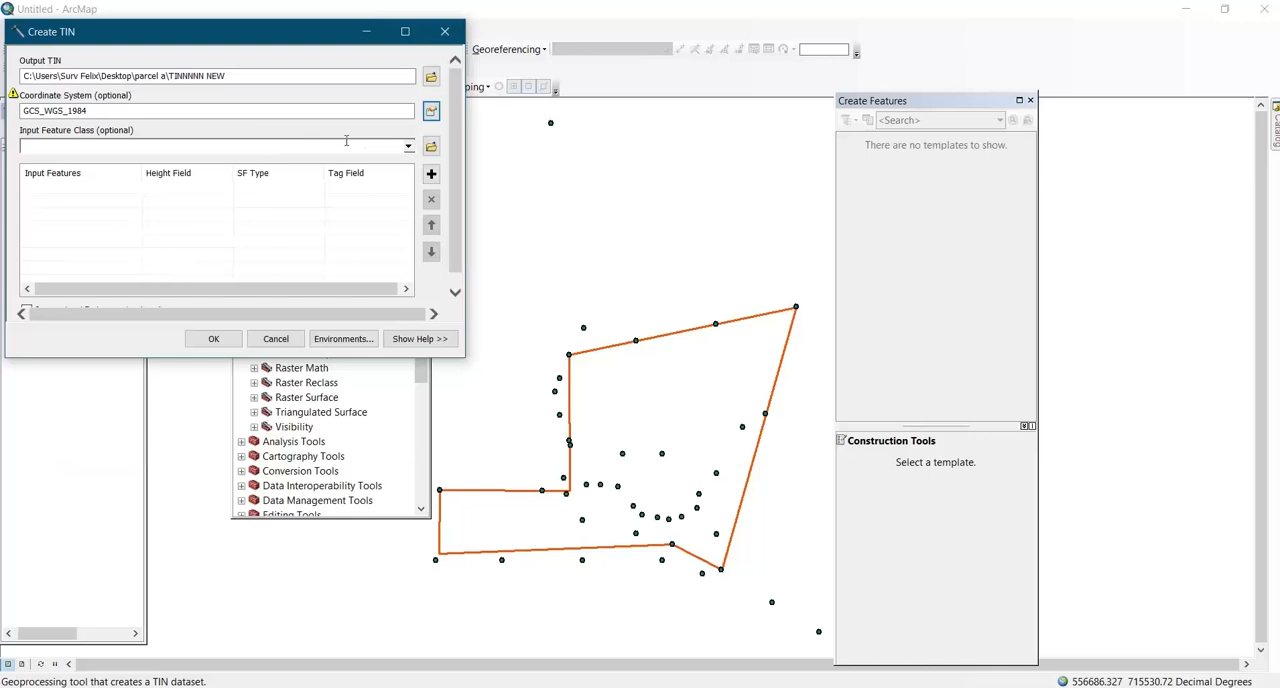 Untitled - ArcMap
Create TIN
Georeferencing
ping
Output TIN
C:\Users\Surv Felix\Desktop\parcel a\TINNNNN NEW
Coordinate System (optional)
GCS_WGS_1984
Input Feature Class (optional)
Input Features Height Field SF Type Tag Field
OK Cancel Environments... Show Help >>
Raster Math
Raster Reclass
Raster Surface
Triangulated Surface
Visibility
Analysis Tools
Cartography Tools
Conversion Tools
Data Interoperability Tools
Data Management Tools
Editing Tools
Create Features
<Search>
There are no templates to show.
Construction Tools
Select a template.
Catalog
Geoprocessing tool that creates a TIN dataset.
556686.327 715530.72 Decimal Degrees